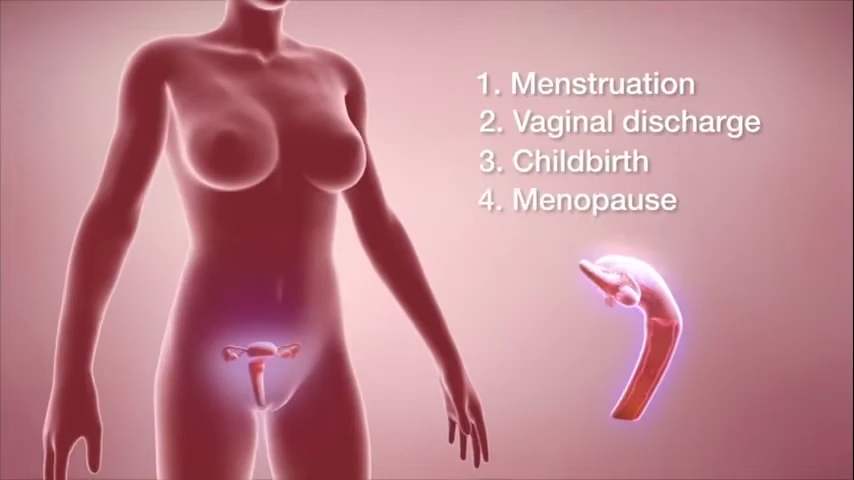 1. Menstruation
2. Vaginal discharge
3. Childbirth
4. Menopause